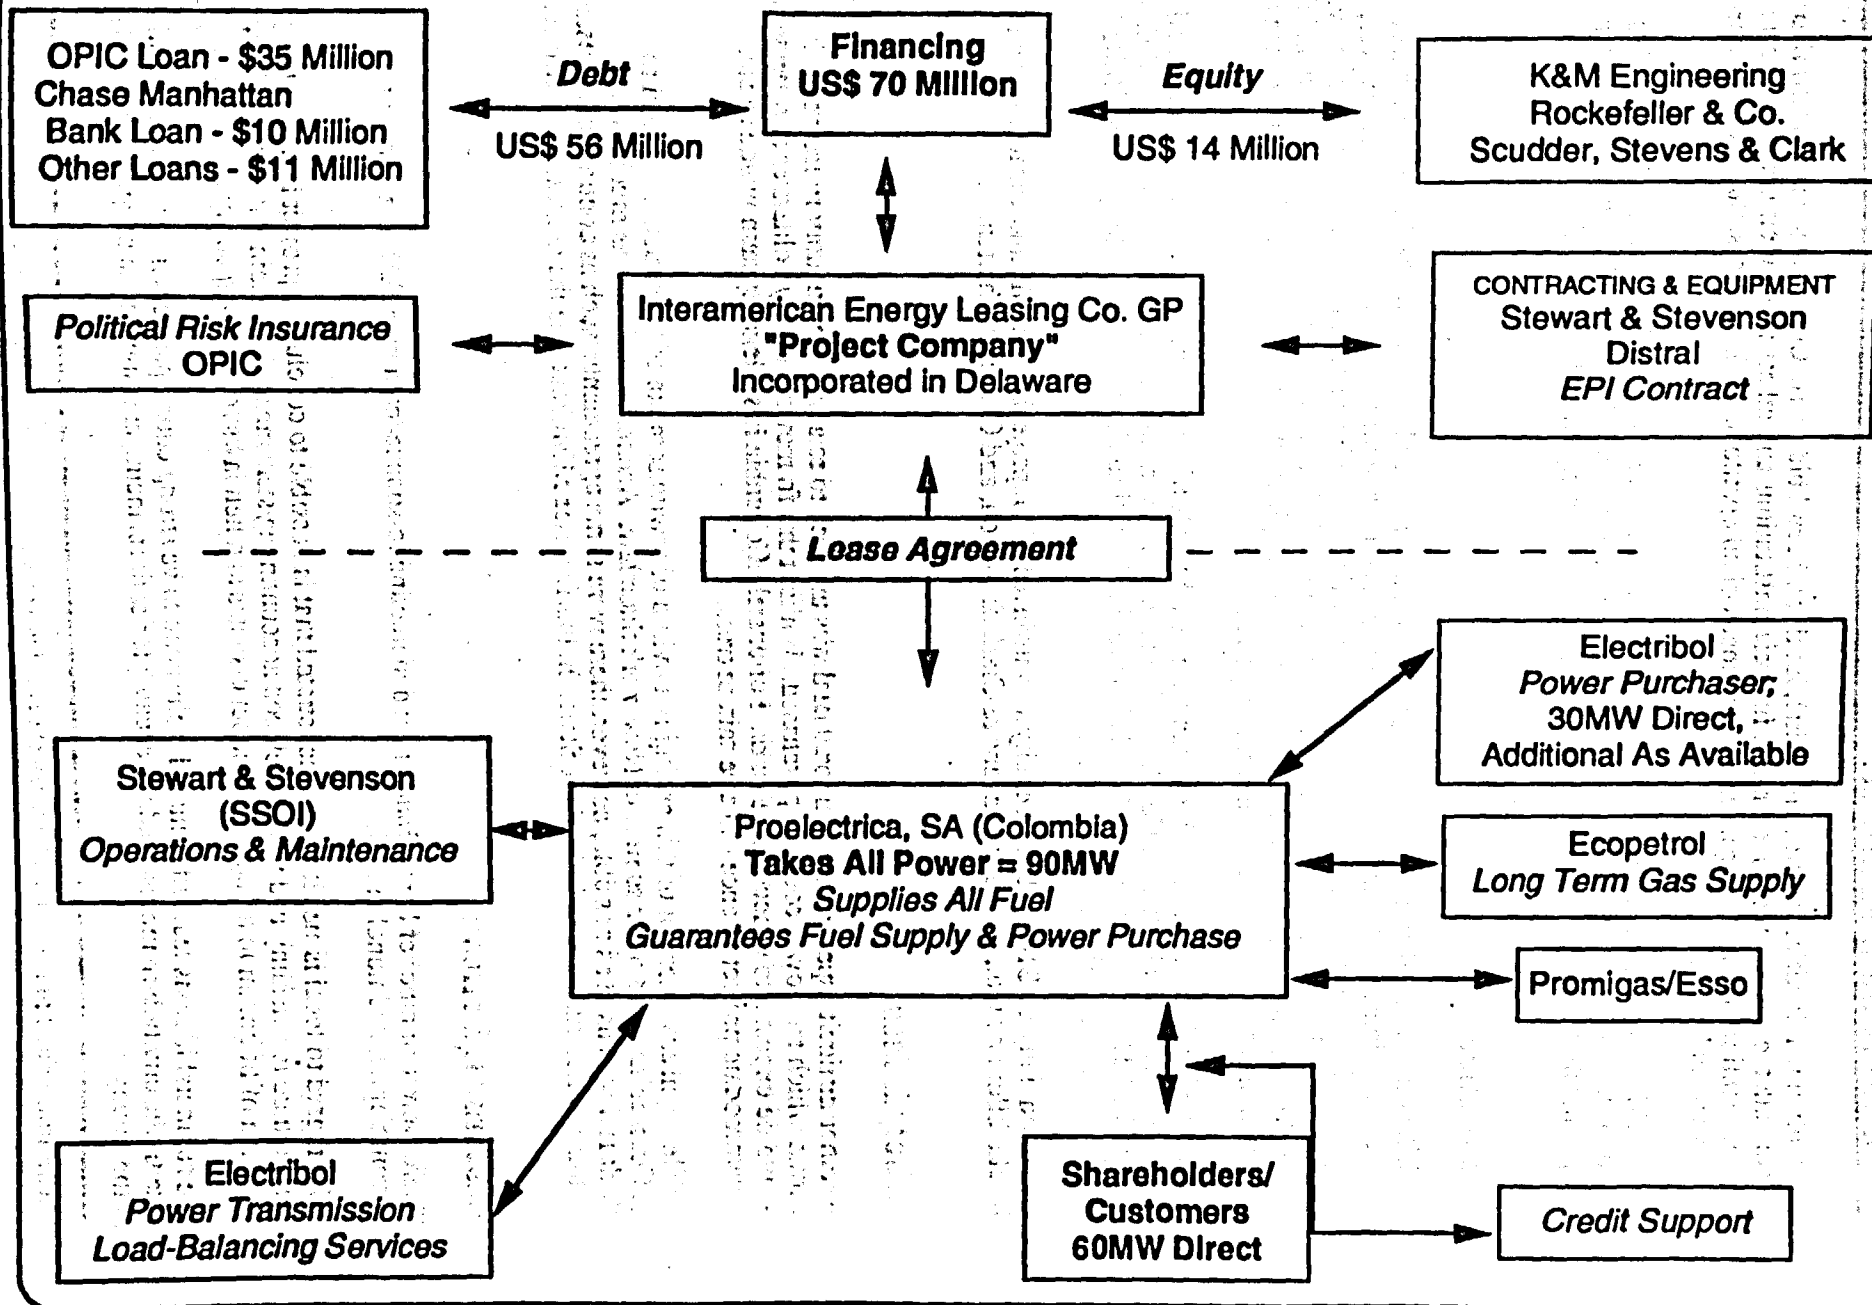 OPIC Loan - $35 Million
Chase Manhattan
Bank Loan - $10 Million
Other Loans - $11 Million
Debt
US$ 56 Million
Financing
US$ 70 Million
Equity
US$ 14 Million
K&M Engineering
Rockefeller & Co.
Scudder, Stevens & Clark
Political Risk Insurance
OPIC
Interamerican Energy Leasing Co. GP
"Project Company"
Incorporated in Delaware
CONTRACTING & EQUIPMENT
Stewart & Stevenson
Distral
EPI Contract
Lease Agreement
Electribol
Power Purchaser;
30MW Direct,
Additional As Available
Stewart & Stevenson
(SSOI)
Operations & Maintenance
Proelectrica, SA (Colombia)
Takes All Power = 90MW
Supplies All Fuel
Guarantees Fuel Supply & Power Purchase
Ecopetrol
Long Term Gas Supply
Promigas/Esso
Electribol
Power Transmission
Load-Balancing Services
Shareholders/
Customers
60MW Direct
Credit Support